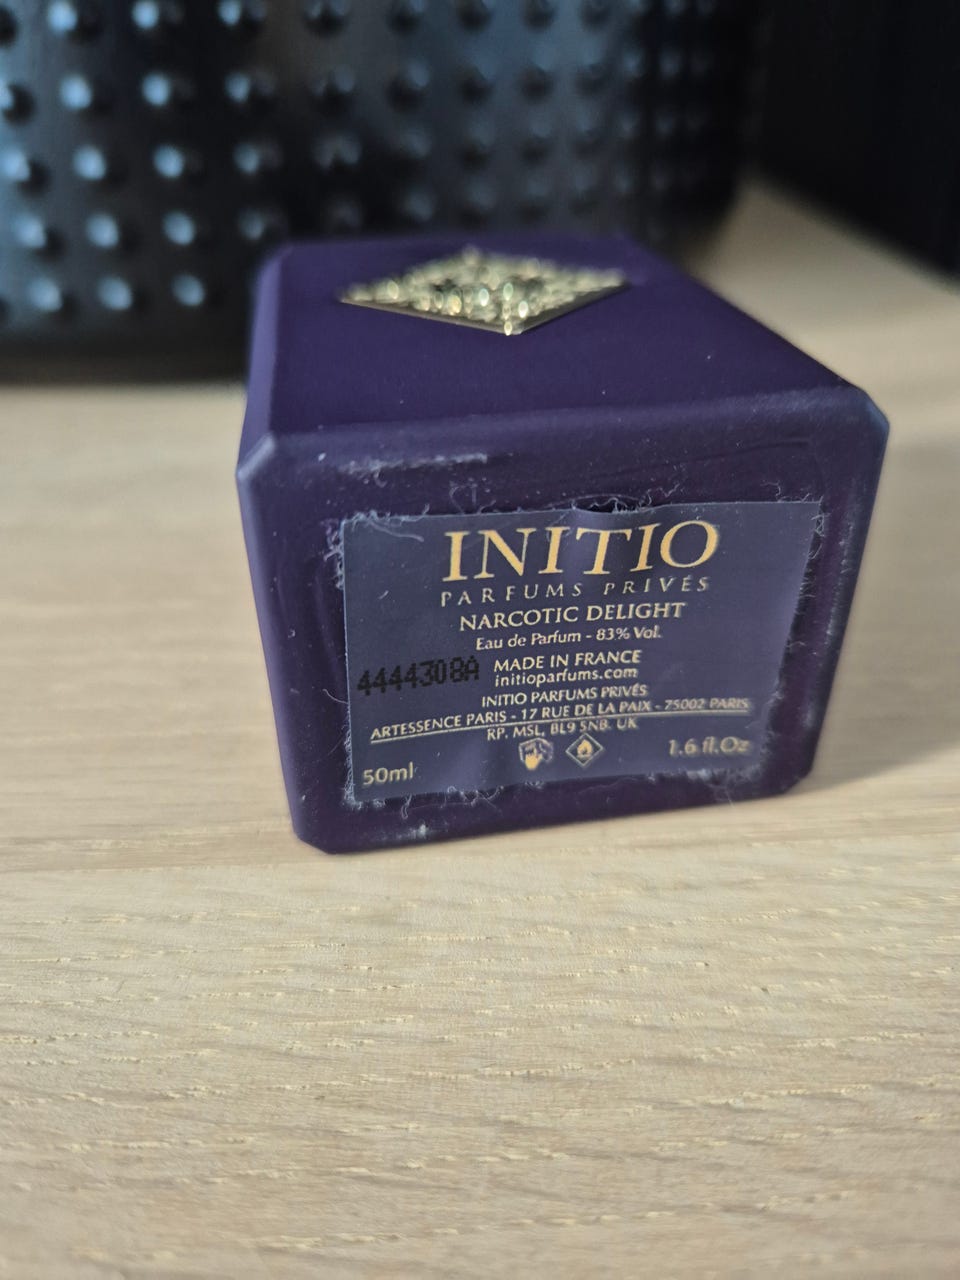 INITIO
PARFUMS PRIVÉS
NARCOTIC DELIGHT
Eau de Parfum - 83% Vol.
4444308A
MADE IN FRANCE
initioparfums.com
INITIO PARFUMS PRIVÉS
ARTESSENCE PARIS - 17 RUE DE LA PAIX - 75002 PARIS
RP, MSL, BL9 5NB. UK
50ml
1.6 fl.Oz